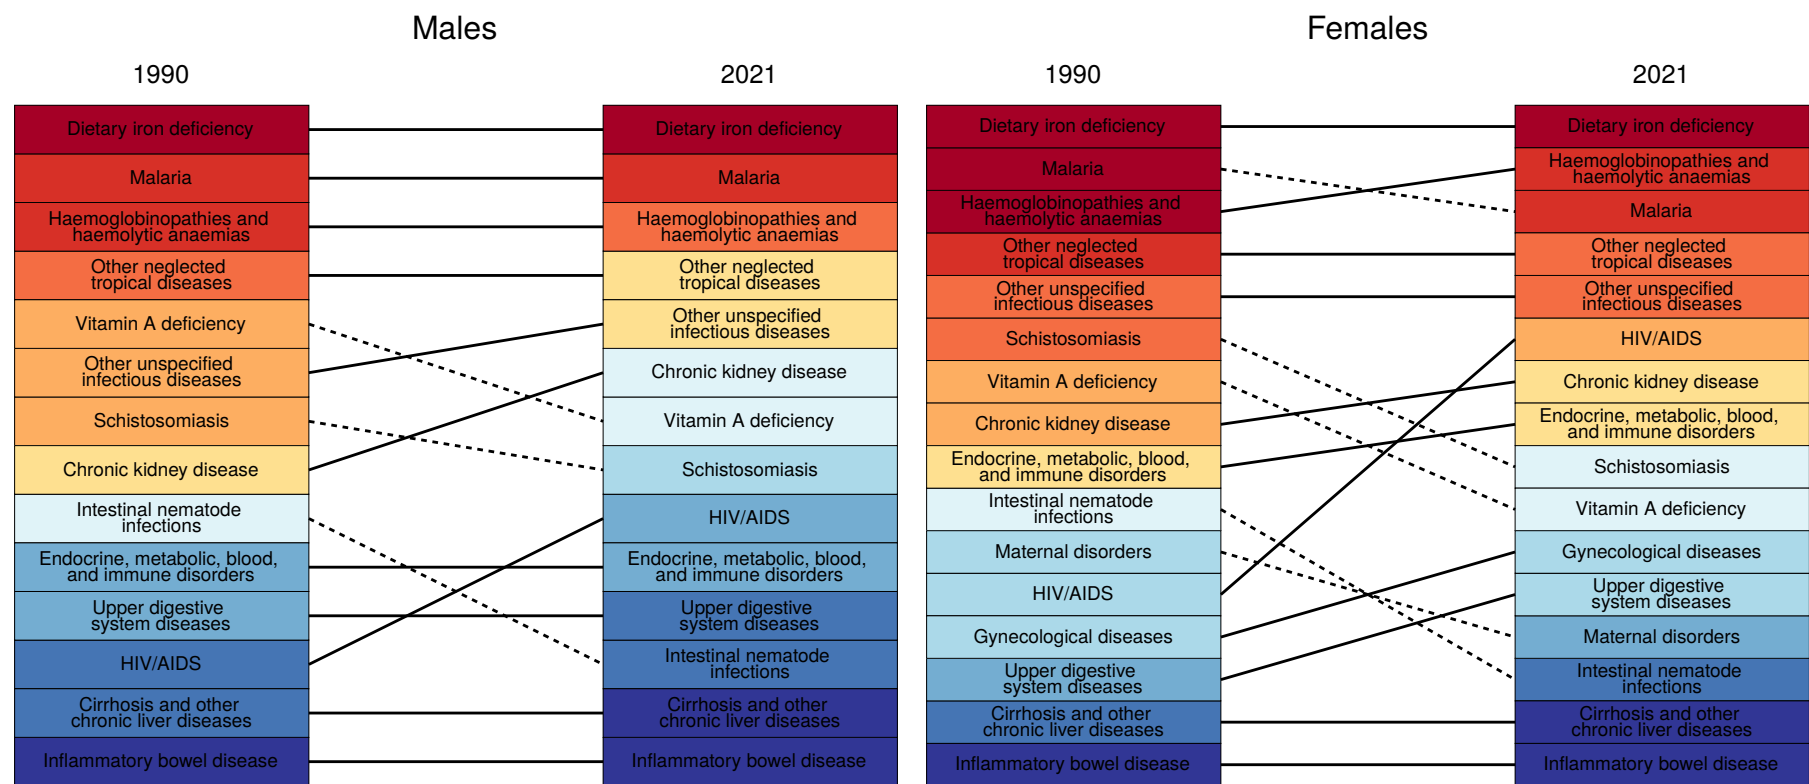 Males
1990
2021
Dietary iron deficiency
Malaria
Haemoglobinopathies and
haemolytic anaemias
Other neglected
tropical diseases
Vitamin A deficiency
Other unspecified
infectious diseases
Schistosomiasis
Chronic kidney disease
Intestinal nematode
infections
Endocrine, metabolic, blood,
and immune disorders
Upper digestive
system diseases
HIV/AIDS
Cirrhosis and other
chronic liver diseases
Inflammatory bowel disease
Dietary iron deficiency
Malaria
Haemoglobinopathies and
haemolytic anaemias
Other neglected
tropical diseases
Other unspecified
infectious diseases
Chronic kidney disease
Vitamin A deficiency
Schistosomiasis
HIV/AIDS
Endocrine, metabolic, blood,
and immune disorders
Upper digestive
system diseases
Intestinal nematode
infections
Cirrhosis and other
chronic liver diseases
Inflammatory bowel disease
Females
1990
2021
Dietary iron deficiency
Malaria
Haemoglobinopathies and
haemolytic anaemias
Other neglected
tropical diseases
Other unspecified
infectious diseases
Schistosomiasis
Vitamin A deficiency
Chronic kidney disease
Endocrine, metabolic, blood,
and immune disorders
Intestinal nematode
infections
Maternal disorders
HIV/AIDS
Gynecological diseases
Upper digestive
system diseases
Cirrhosis and other
chronic liver diseases
Inflammatory bowel disease
Dietary iron deficiency
Haemoglobinopathies and
haemolytic anaemias
Malaria
Other neglected
tropical diseases
Other unspecified
infectious diseases
HIV/AIDS
Chronic kidney disease
Endocrine, metabolic, blood,
and immune disorders
Schistosomiasis
Vitamin A deficiency
Gynecological diseases
Upper digestive
system diseases
Maternal disorders
Intestinal nematode
infections
Cirrhosis and other
chronic liver diseases
Inflammatory bowel disease